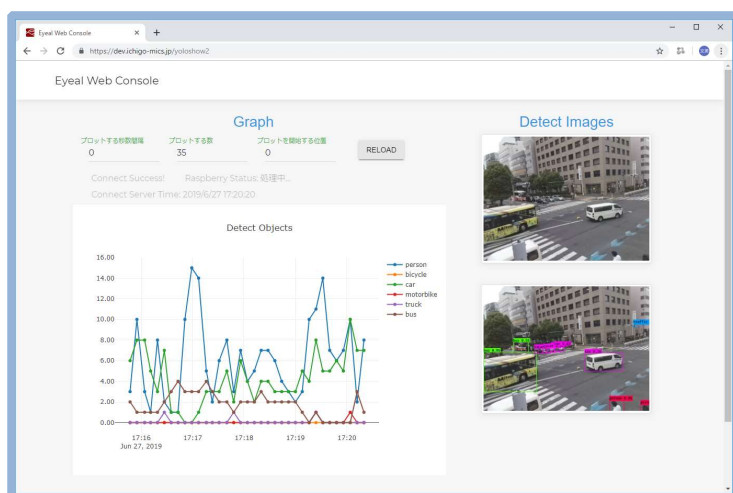 Eyeal Web Console
https://dev.ichigo-mics.jp/yoloshow2
Eyeal Web Console
Graph
プロットする秒数間隔 プロットする数 プロットを開始する位置
0 35 0 RELOAD
Connect Success! Raspberry Status: 処理中...
Connect Server Time: 2019/6/27 17:20:20
Detect Objects
16.00
14.00
12.00
10.00
8.00
6.00
4.00
2.00
0.00
17:16 17:17 17:18 17:19 17:20
Jun 27, 2019
person
bicycle
car
motorbike
truck
bus
Detect Images